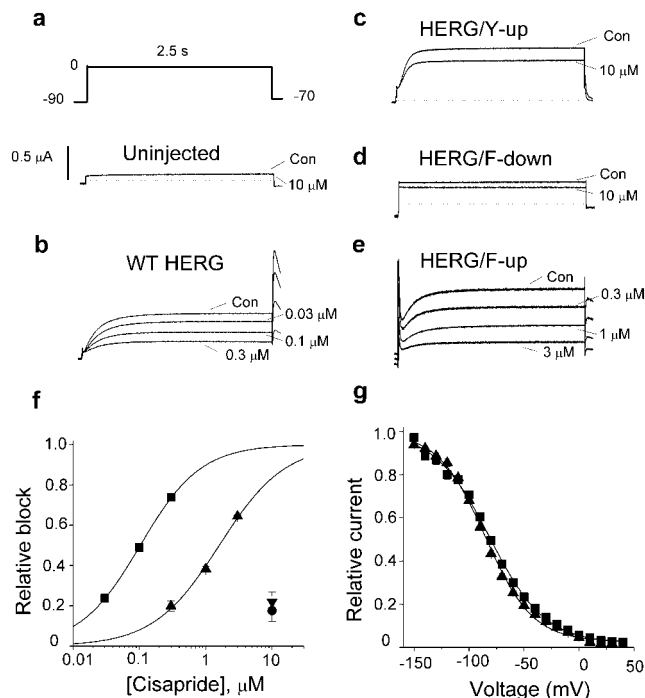 a
2.5 s
0
-90
-70
0.5 µA
Uninjected
Con
10 µM
b
WT HERG
Con
0.03 µM
0.1 µM
0.3 µM
c
HERG/Y-up
Con
10 µM
d
HERG/F-down
Con
10 µM
e
HERG/F-up
Con
0.3 µM
1 µM
3 µM
f
Relative block
1.0
0.8
0.6
0.4
0.2
0
0.01
0.1
1
10
[Cisapride], µM
g
Relative current
1.0
0.8
0.6
0.4
0.2
0
-150
-100
-50
0
50
Voltage (mV)